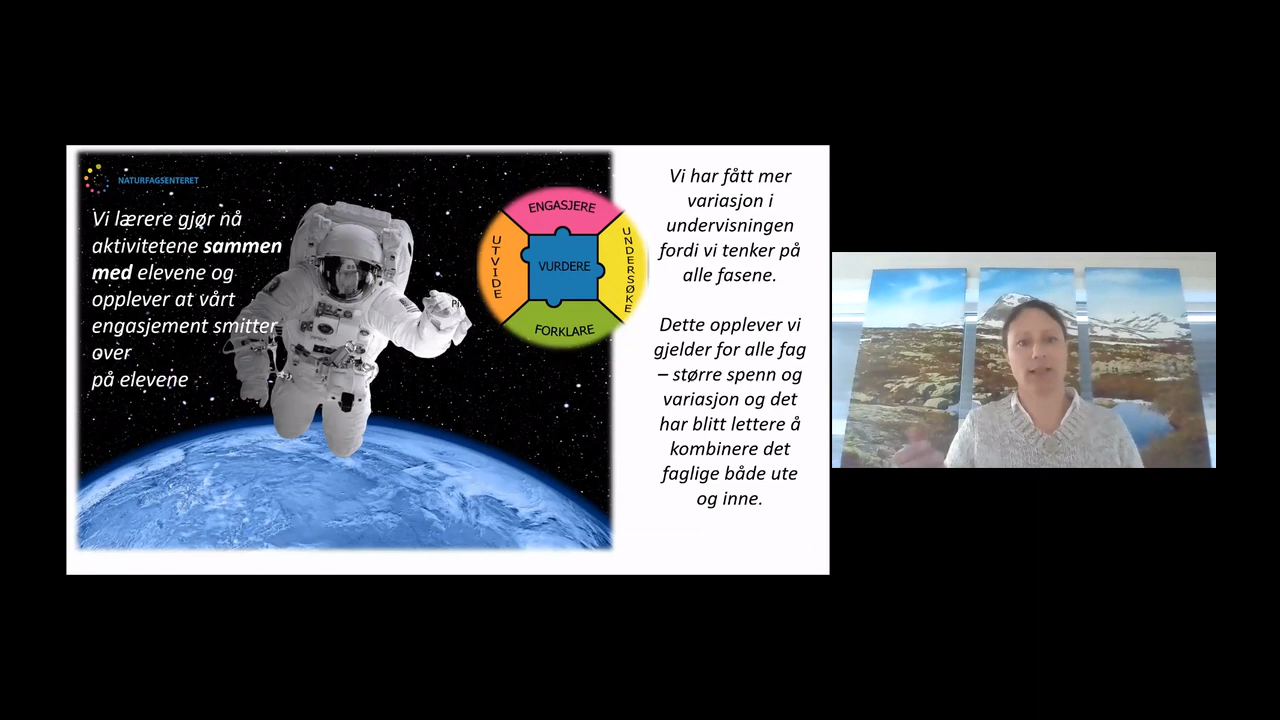 NATURFAGSENTERET
Vi lærere gjør nå
aktivitetene sammen
med elevene og
opplever at vårt
engasjement smitter
over
på elevene
ENGASJERE
UTVIDE
VURDERE
UNDERSØKE
FORKLARE
Vi har fått mer
variasjon i
undervisningen
fordi vi tenker på
alle fasene.
Dette opplever vi
gjelder for alle fag
– større spenn og
variasjon og det
har blitt lettere å
kombinere det
faglige både ute
og inne.